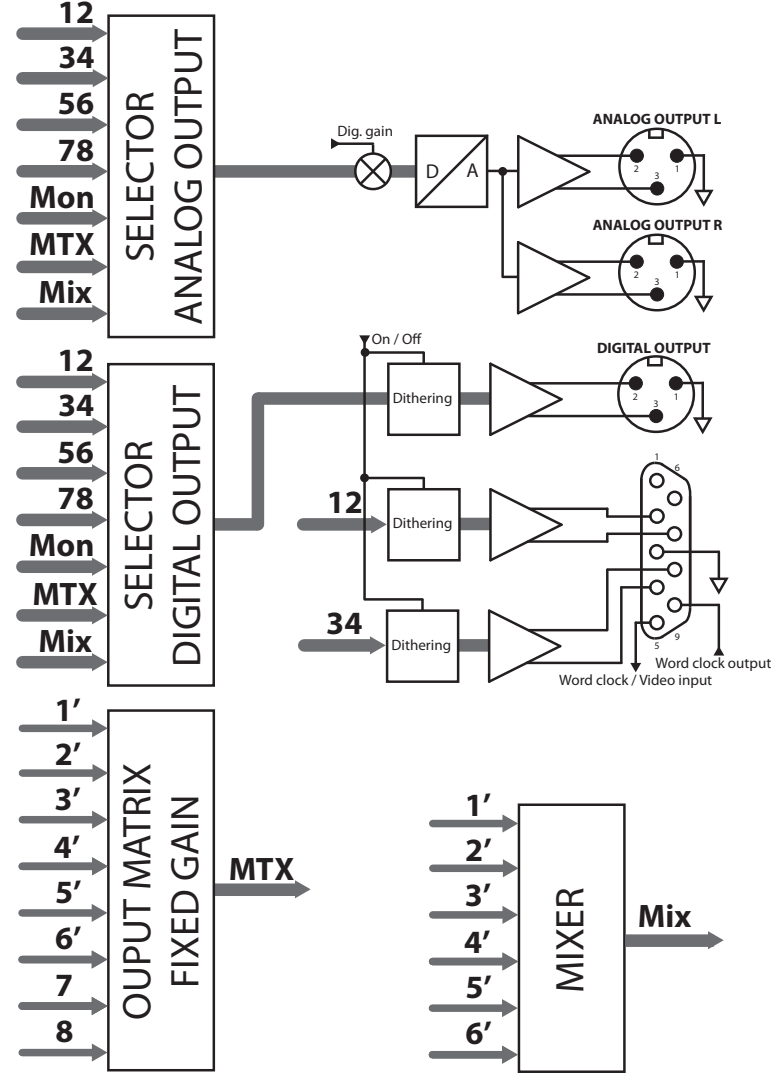 12
34
56
78
Mon
MTX
Mix
SELECTOR
ANALOG OUTPUT
Dig. gain
D
A
ANALOG OUTPUT L
2
3
1
ANALOG OUTPUT R
2
3
1
12
34
56
78
Mon
MTX
Mix
SELECTOR
DIGITAL OUTPUT
On / Off
Dithering
DIGITAL OUTPUT
2
3
1
12
Dithering
34
Dithering
1
6
5
9
Word clock output
Word clock / Video input
1’
2’
3’
4’
5’
6’
7
8
OUPUT MATRIX
FIXED GAIN
MTX
1’
2’
3’
4’
5’
6’
MIXER
Mix